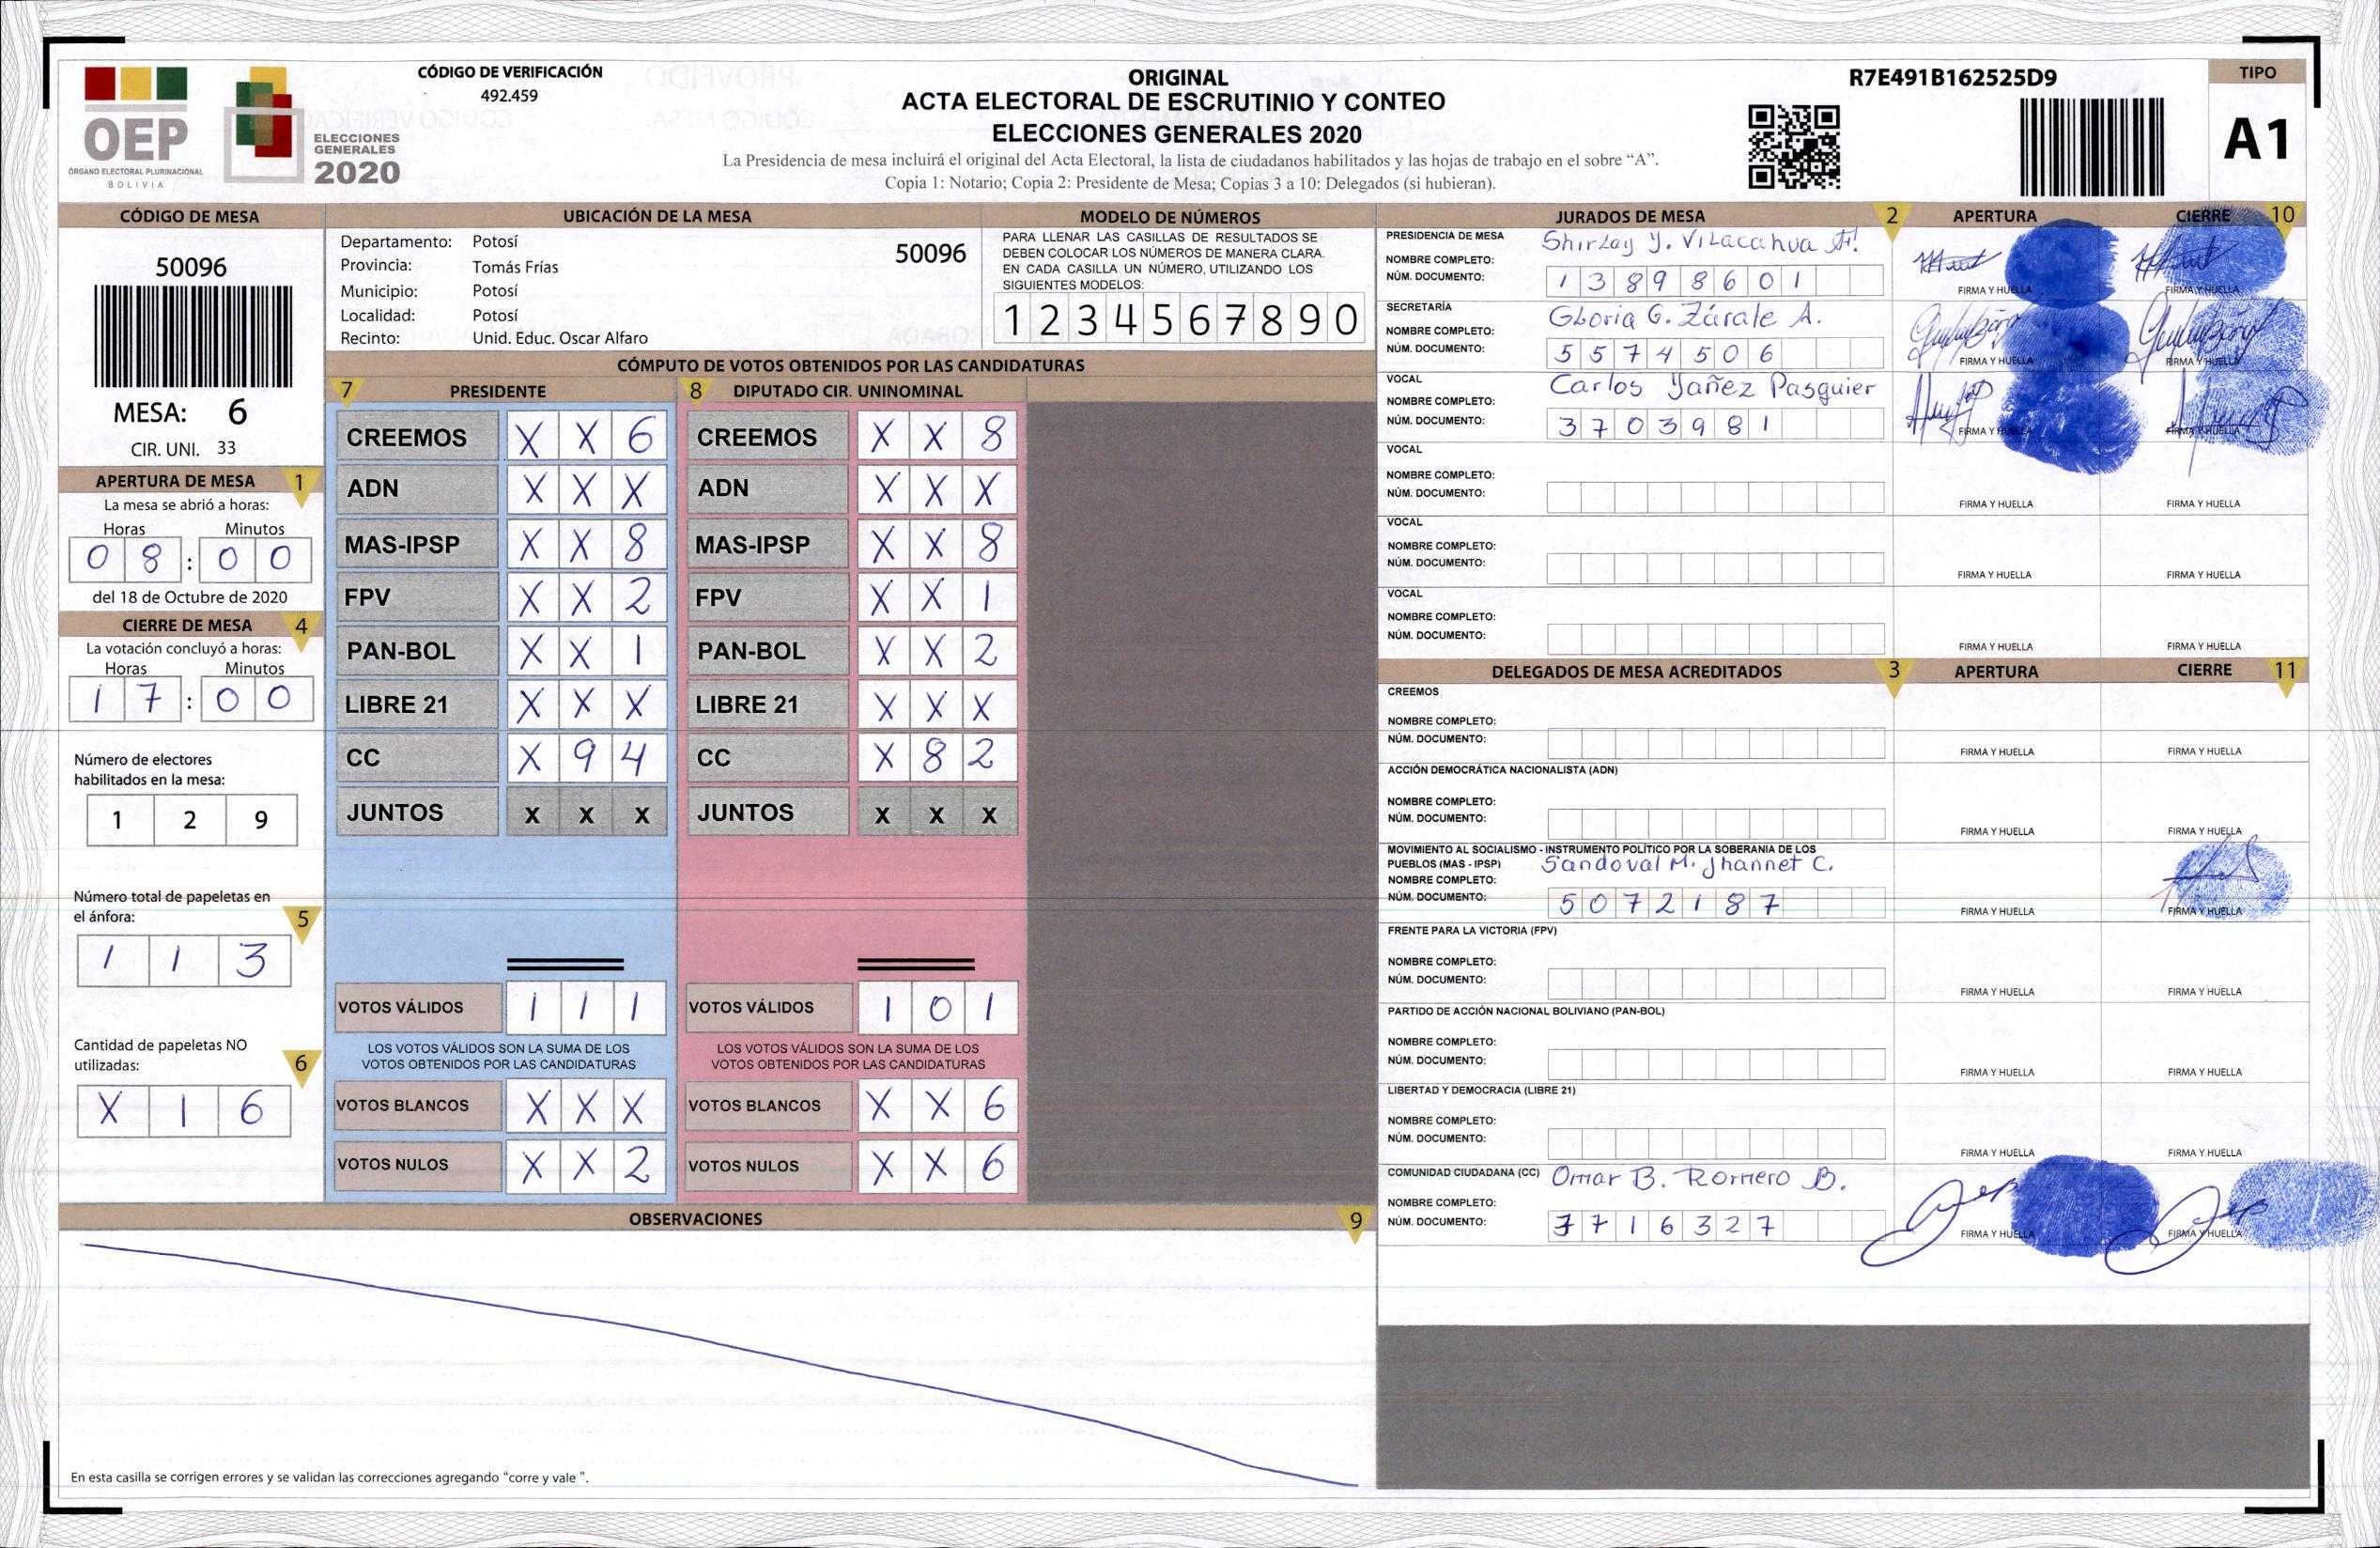 OEP
ÓRGANO ELECTORAL PLURINACIONAL
BOLIVIA
ELECCIONES
GENERALES
2020
CÓDIGO DE VERIFICACIÓN
492.459
ORIGINAL
ACTA ELECTORAL DE ESCRUTINIO Y CONTEO
ELECCIONES GENERALES 2020
La Presidencia de mesa incluirá el original del Acta Electoral, la lista de ciudadanos habilitados y las hojas de trabajo en el sobre “A”.
Copia 1: Notario; Copia 2: Presidente de Mesa; Copias 3 a 10: Delegados (si hubieran).
R7E491B162525D9
TIPO
A1
CÓDIGO DE MESA
50096
MESA: 6
CIR. UNI. 33
UBICACIÓN DE LA MESA
Departamento: Potosí
50096
Provincia: Tomás Frías
Municipio: Potosí
Localidad: Potosí
Recinto: Unid. Educ. Oscar Alfaro
MODELO DE NÚMEROS
PARA LLENAR LAS CASILLAS DE RESULTADOS SE
DEBEN COLOCAR LOS NÚMEROS DE MANERA CLARA.
EN CADA CASILLA UN NÚMERO, UTILIZANDO LOS
SIGUIENTES MODELOS:
1 2 3 4 5 6 7 8 9 0
APERTURA DE MESA 1
La mesa se abrió a horas:
Horas Minutos
0 8 : 0 0
del 18 de Octubre de 2020
CIERRE DE MESA 4
La votación concluyó a horas:
Horas Minutos
1 7 : 0 0
Número de electores
habilitados en la mesa:
1 2 9
Número total de papeletas en
el ánfora: 5
1 1 3
Cantidad de papeletas NO
utilizadas: 6
X 1 6
CÓMPUTO DE VOTOS OBTENIDOS POR LAS CANDIDATURAS
7 PRESIDENTE
CREEMOS X X 6
ADN X X X
MAS-IPSP X X 8
FPV X X 2
PAN-BOL X X 1
LIBRE 21 X X X
CC X 9 4
JUNTOS X X X
VOTOS VÁLIDOS 1 1 1
LOS VOTOS VÁLIDOS SON LA SUMA DE LOS
VOTOS OBTENIDOS POR LAS CANDIDATURAS
VOTOS BLANCOS X X X
VOTOS NULOS X X 2
8 DIPUTADO CIR. UNINOMINAL
CREEMOS X X 8
ADN X X X
MAS-IPSP X X 8
FPV X X 1
PAN-BOL X X 2
LIBRE 21 X X X
CC X 8 2
JUNTOS X X X
VOTOS VÁLIDOS 1 0 1
LOS VOTOS VÁLIDOS SON LA SUMA DE LOS
VOTOS OBTENIDOS POR LAS CANDIDATURAS
VOTOS BLANCOS X X 6
VOTOS NULOS X X 6
OBSERVACIONES 9
En esta casilla se corrigen errores y se validan las correcciones agregando “corre y vale ”.
JURADOS DE MESA 2 APERTURA CIERRE 10
PRESIDENCIA DE MESA Shirley Y. Vilacahua
NOMBRE COMPLETO:
NÚM. DOCUMENTO: 1 3 8 9 8 6 0 1
FIRMA Y HUELLA FIRMA Y HUELLA
SECRETARÍA Gloria G. Zárate A.
NOMBRE COMPLETO:
NÚM. DOCUMENTO: 5 5 7 4 5 0 6
FIRMA Y HUELLA FIRMA Y HUELLA
VOCAL Carlos Yañez Pasquier
NOMBRE COMPLETO:
NÚM. DOCUMENTO: 3 7 0 3 9 8 1
FIRMA Y HUELLA FIRMA Y HUELLA
VOCAL
NOMBRE COMPLETO:
NÚM. DOCUMENTO:
FIRMA Y HUELLA FIRMA Y HUELLA
VOCAL
NOMBRE COMPLETO:
NÚM. DOCUMENTO:
FIRMA Y HUELLA FIRMA Y HUELLA
VOCAL
NOMBRE COMPLETO:
NÚM. DOCUMENTO:
FIRMA Y HUELLA FIRMA Y HUELLA
DELEGADOS DE MESA ACREDITADOS 3 APERTURA CIERRE 11
CREEMOS
NOMBRE COMPLETO:
NÚM. DOCUMENTO:
FIRMA Y HUELLA FIRMA Y HUELLA
ACCIÓN DEMOCRÁTICA NACIONALISTA (ADN)
NOMBRE COMPLETO:
NÚM. DOCUMENTO:
FIRMA Y HUELLA FIRMA Y HUELLA
MOVIMIENTO AL SOCIALISMO - INSTRUMENTO POLÍTICO POR LA SOBERANIA DE LOS
PUEBLOS (MAS - IPSP) Sandoval M. Jhannet C.
NOMBRE COMPLETO:
NÚM. DOCUMENTO: 5 0 7 2 1 8 7
FIRMA Y HUELLA FIRMA Y HUELLA
FRENTE PARA LA VICTORIA (FPV)
NOMBRE COMPLETO:
NÚM. DOCUMENTO:
FIRMA Y HUELLA FIRMA Y HUELLA
PARTIDO DE ACCIÓN NACIONAL BOLIVIANO (PAN-BOL)
NOMBRE COMPLETO:
NÚM. DOCUMENTO:
FIRMA Y HUELLA FIRMA Y HUELLA
LIBERTAD Y DEMOCRACIA (LIBRE 21)
NOMBRE COMPLETO:
NÚM. DOCUMENTO:
FIRMA Y HUELLA FIRMA Y HUELLA
COMUNIDAD CIUDADANA (CC) Omar B. Romero B.
NOMBRE COMPLETO:
NÚM. DOCUMENTO: 7 7 1 6 3 2 7
FIRMA Y HUELLA FIRMA Y HUELLA